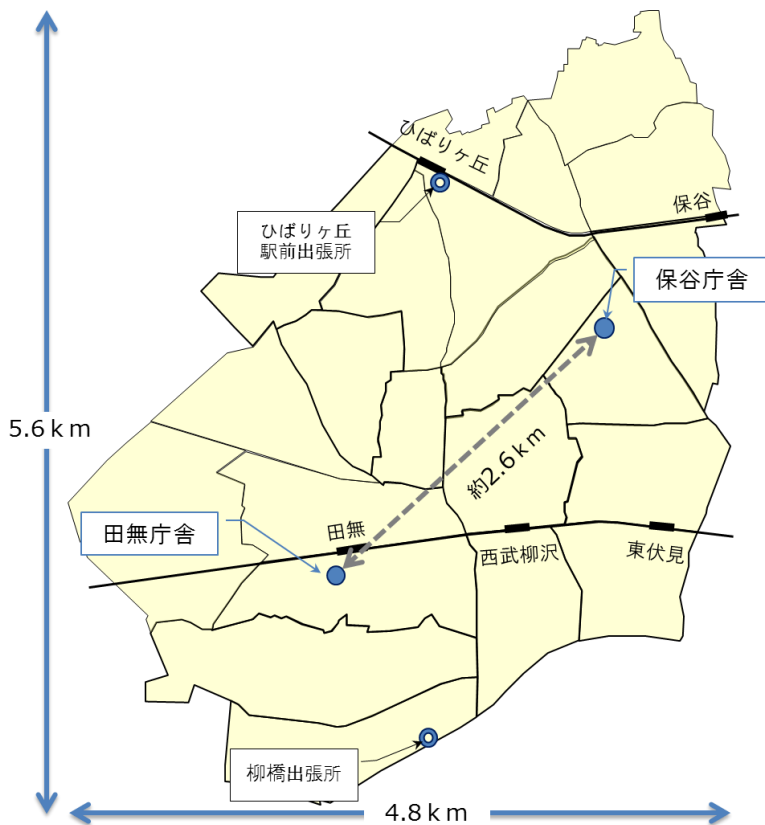 ひばりヶ丘
保谷
ひばりヶ丘
駅前出張所
保谷庁舎
5.6ｋｍ
約2.6ｋｍ
田無庁舎
田無
西武柳沢
東伏見
柳橋出張所
4.8ｋｍ